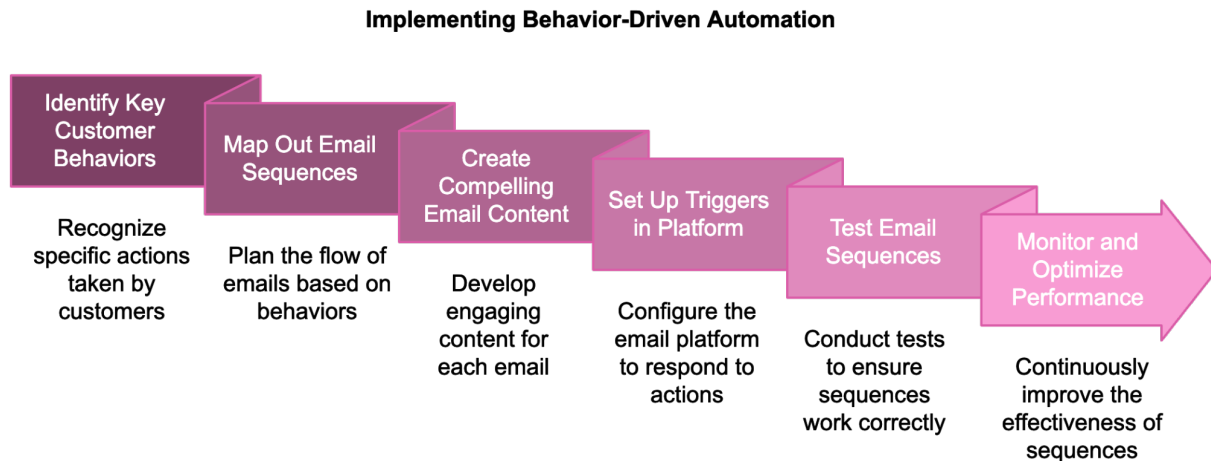 Implementing Behavior-Driven Automation
Identify Key
Customer
Behaviors
Recognize
specific actions
taken by
customers
Map Out Email
Sequences
Plan the flow of
emails based on
behaviors
Create
Compelling
Email Content
Develop
engaging
content for
each email
Set Up Triggers
in Platform
Configure the
email platform
to respond to
actions
Test Email
Sequences
Conduct tests
to ensure
sequences
work correctly
Monitor and
Optimize
Performance
Continuously
improve the
effectiveness of
sequences